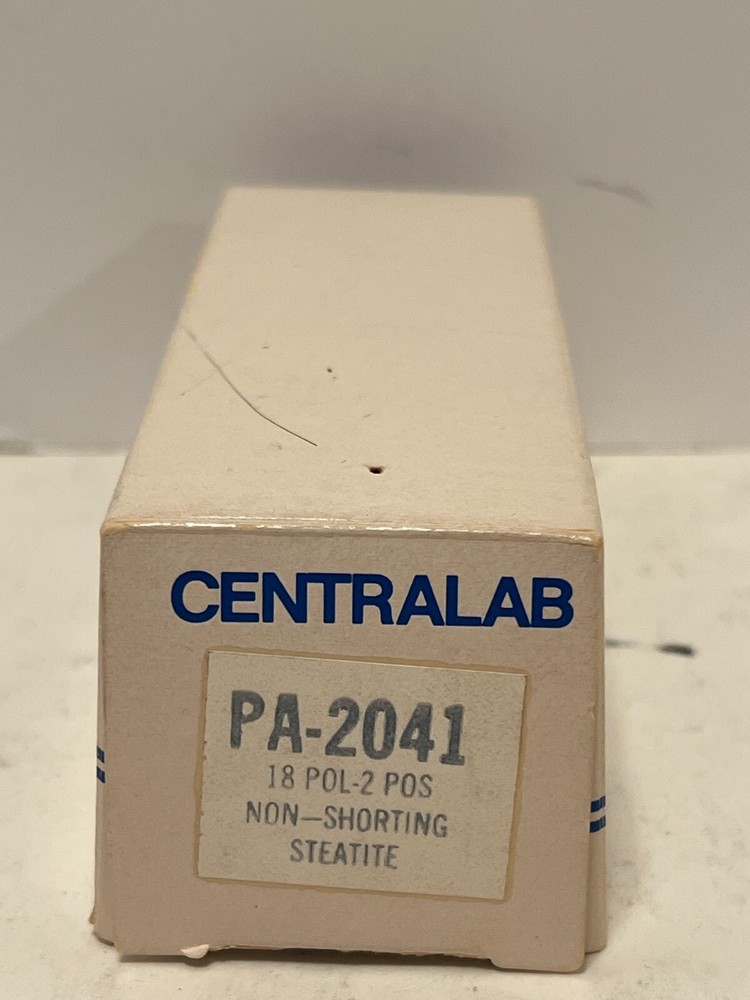 CENTRALAB
PA-2041
18 POL-2 POS
NON-SHORTING
STEATITE